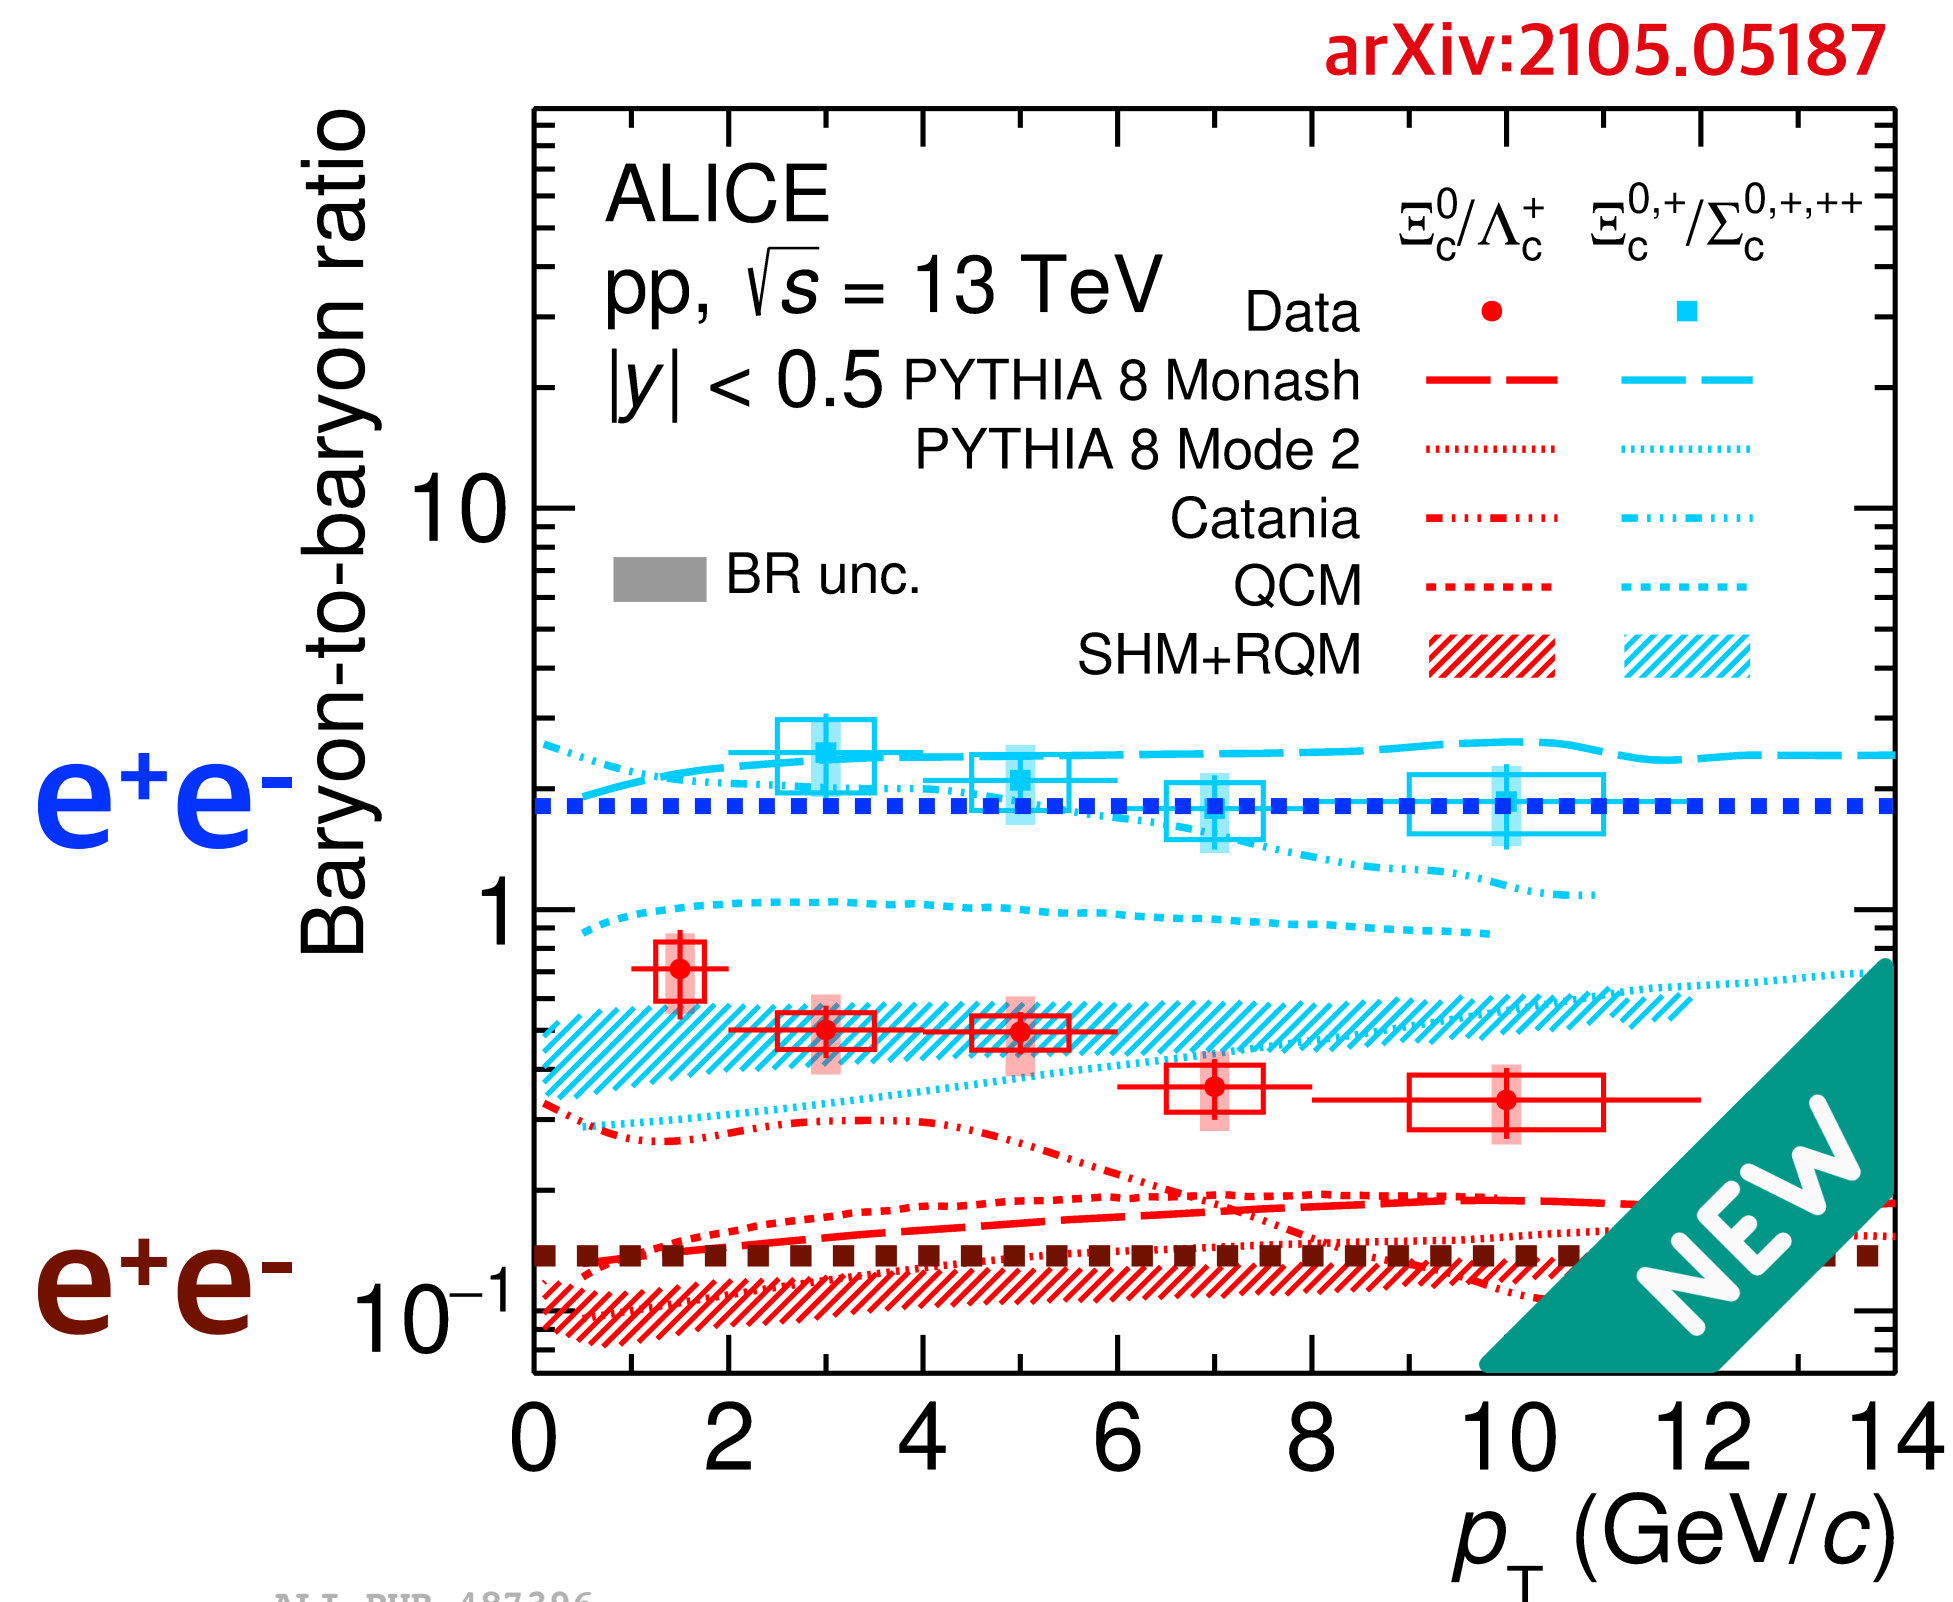 arXiv:2105.05187
Baryon-to-baryon ratio
ALICE
pp, √s = 13 TeV
|y| < 0.5
BR unc.
Ξc⁰/Λc⁺ Ξc⁰,⁺/Σc⁰,⁺,⁺⁺
Data
PYTHIA 8 Monash
PYTHIA 8 Mode 2
Catania
QCM
SHM+RQM
10
1
10⁻¹
e⁺e⁻
e⁺e⁻
NEW
0 2 4 6 8 10 12 14
pT (GeV/c)